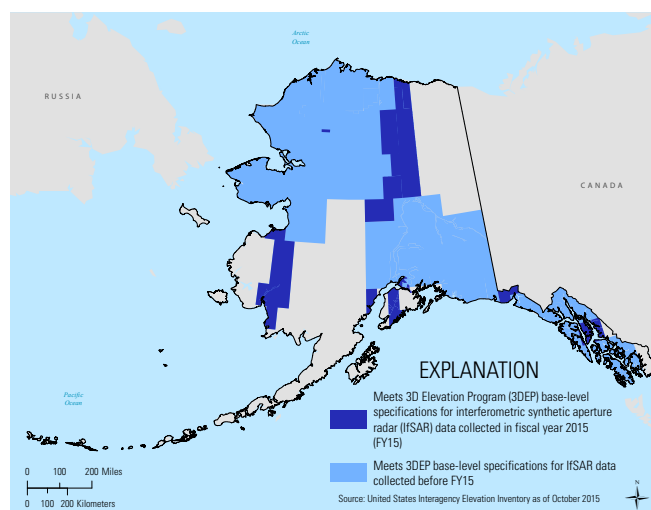 Arctic
Ocean
RUSSIA
CANADA
Pacific
Ocean
EXPLANATION
Meets 3D Elevation Program (3DEP) base-level
specifications for interferometric synthetic aperture
radar (IfSAR) data collected in fiscal year 2015
(FY15)
Meets 3DEP base-level specifications for IfSAR data
collected before FY15
0 100 200 Miles
0 100 200 Kilometers
Source: United States Interagency Elevation Inventory as of October 2015
N